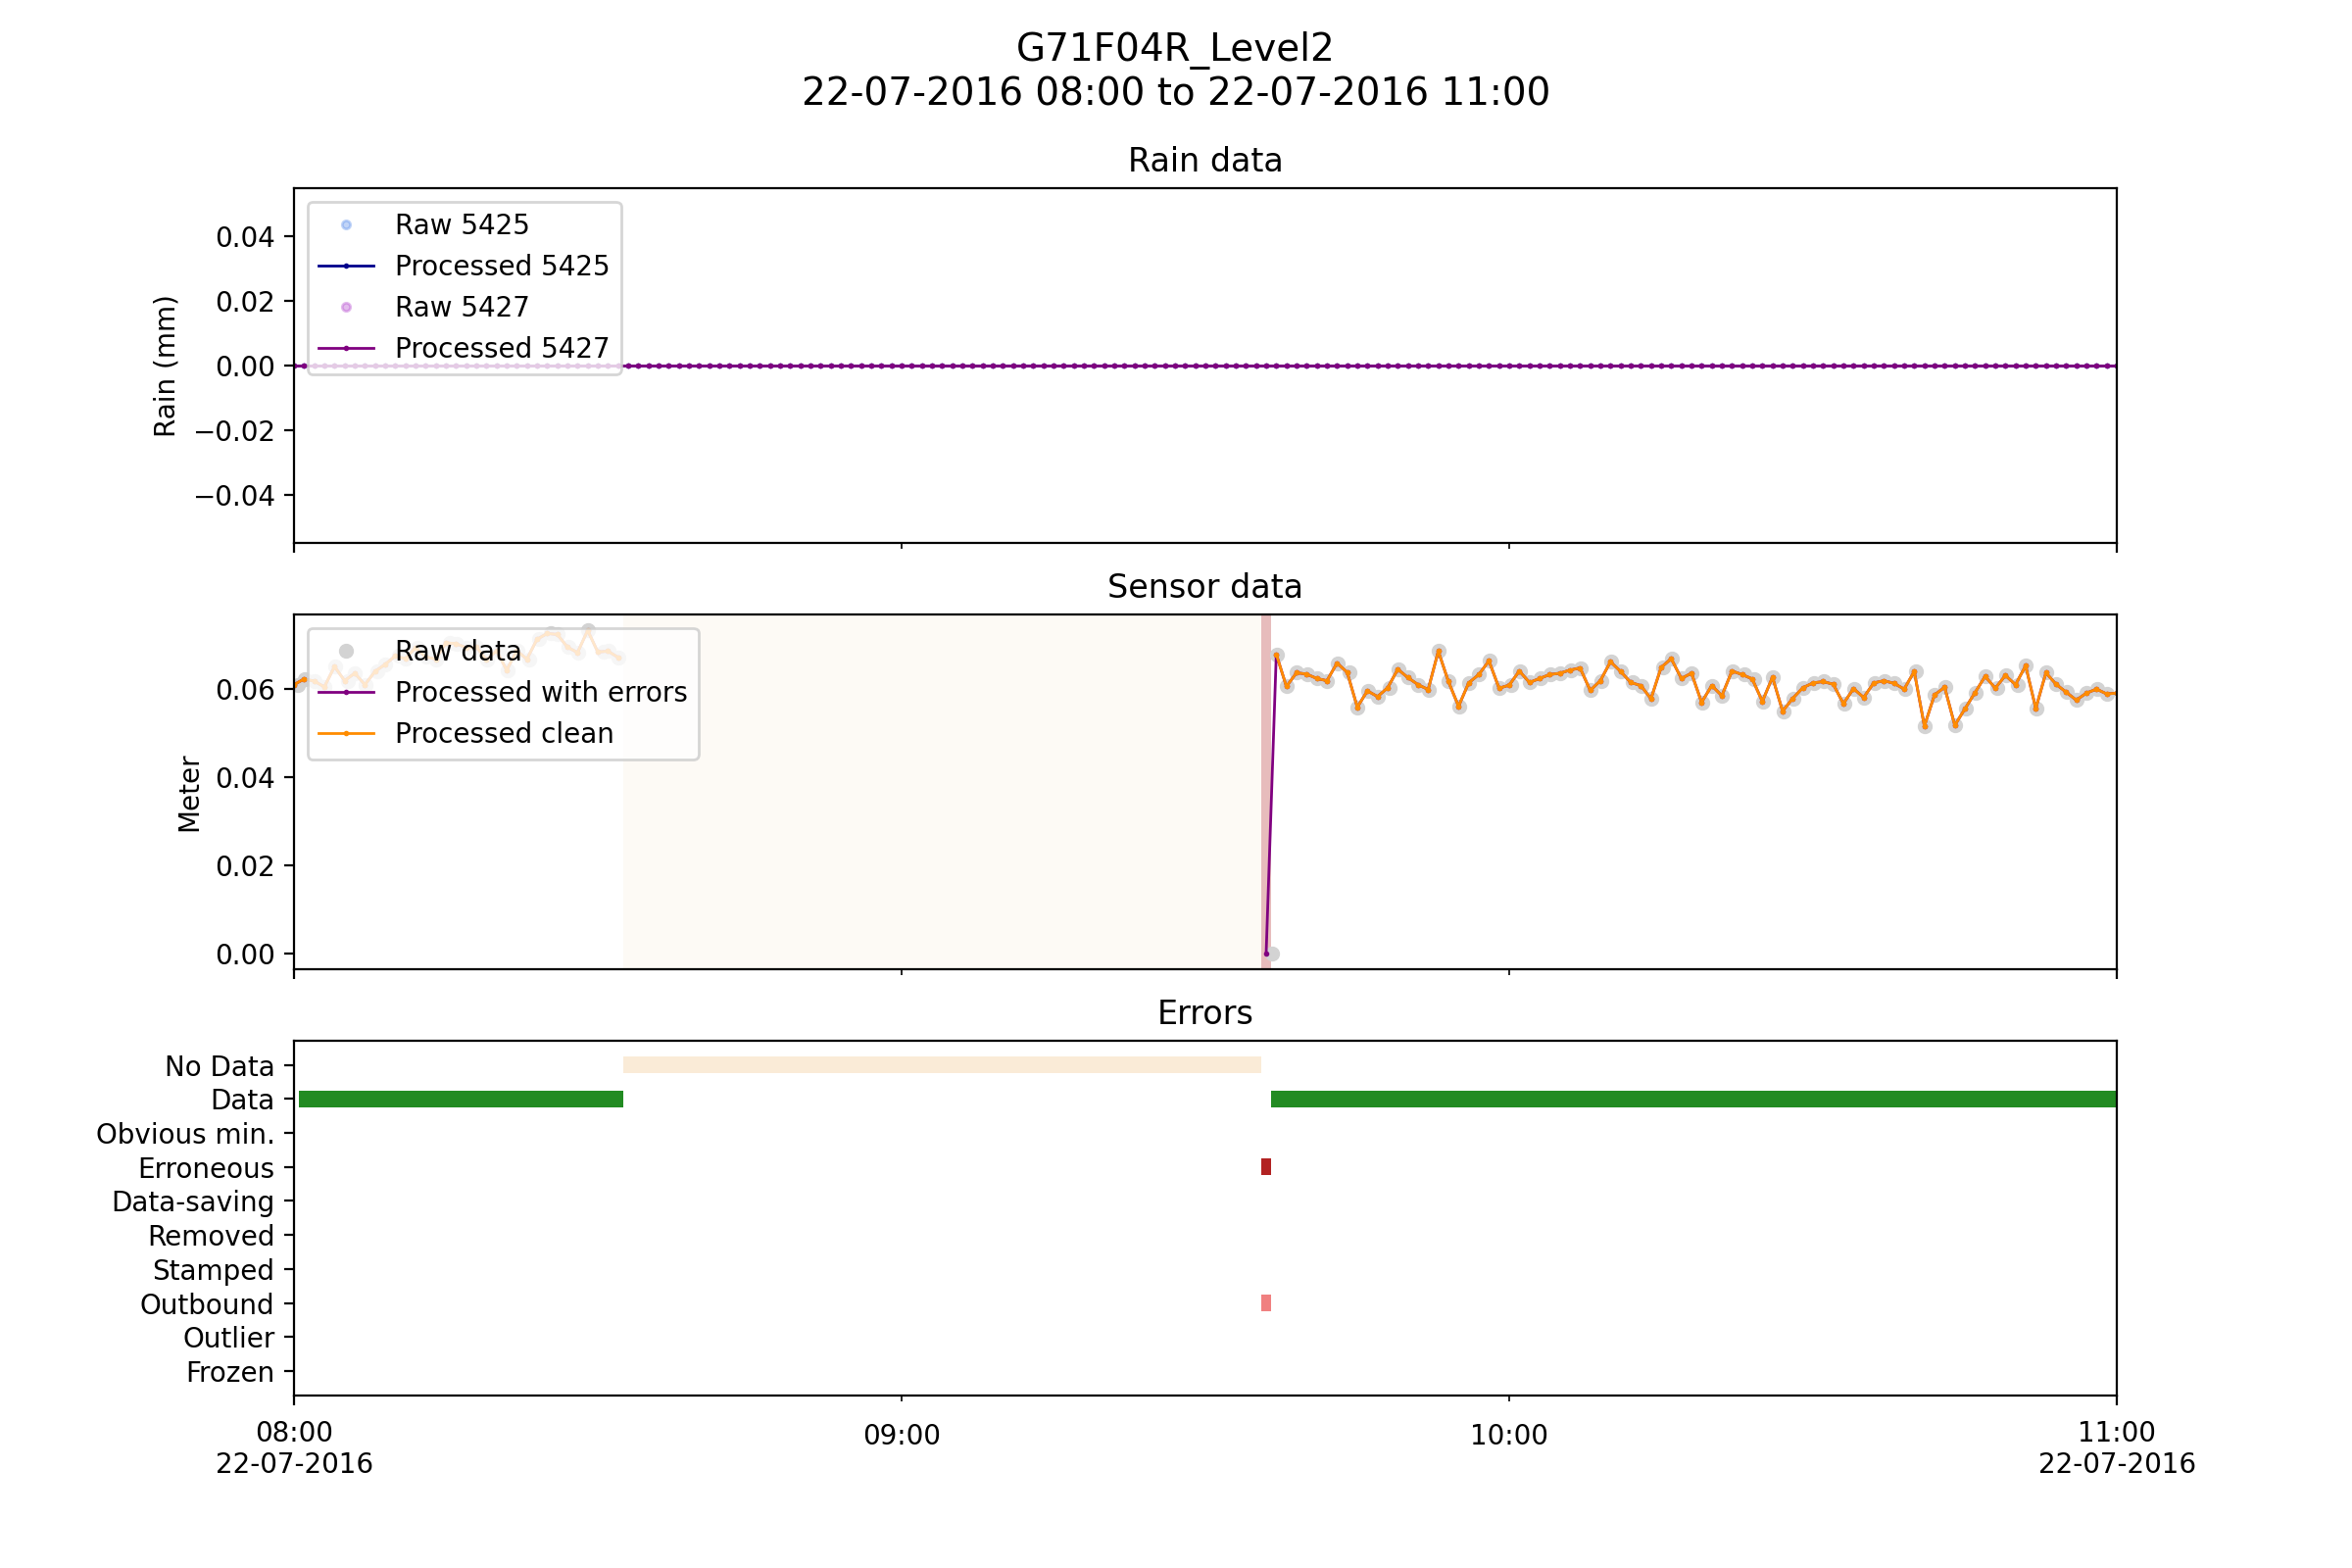 G71F04R_Level2
22-07-2016 08:00 to 22-07-2016 11:00
Rain data
Raw 5425
Processed 5425
Raw 5427
Processed 5427
Rain (mm)
0.04
0.02
0.00
−0.02
−0.04
Sensor data
Raw data
Processed with errors
Processed clean
Meter
0.06
0.04
0.02
0.00
Errors
No Data
Data
Obvious min.
Erroneous
Data-saving
Removed
Stamped
Outbound
Outlier
Frozen
08:00
22-07-2016
09:00
10:00
11:00
22-07-2016